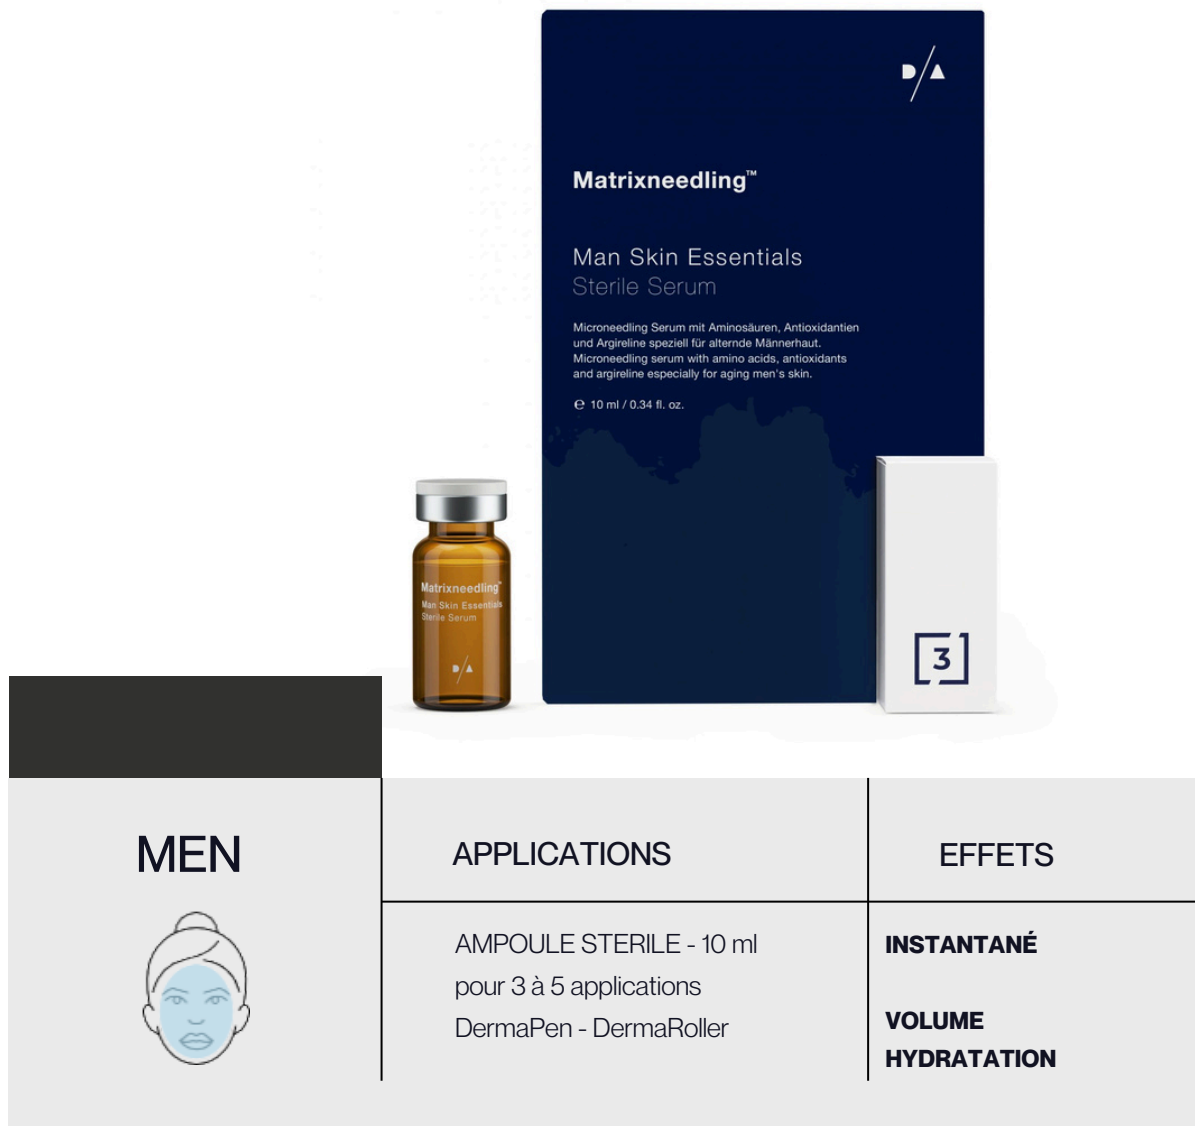 D/A
Matrixneedling™
Man Skin Essentials
Sterile Serum
Microneedling Serum mit Aminosäuren, Antioxidantien
und Argireline speziell für alternde Männerhaut.
Microneedling serum with amino acids, antioxidants
and argireline especially for aging men's skin.
℮ 10 ml / 0.34 fl. oz.
Matrixneedling™
Man Skin Essentials
Sterile Serum
D/A
3
MEN
APPLICATIONS
EFFETS
AMPOULE STERILE - 10 ml
pour 3 à 5 applications
DermaPen - DermaRoller
INSTANTANÉ
VOLUME
HYDRATATION